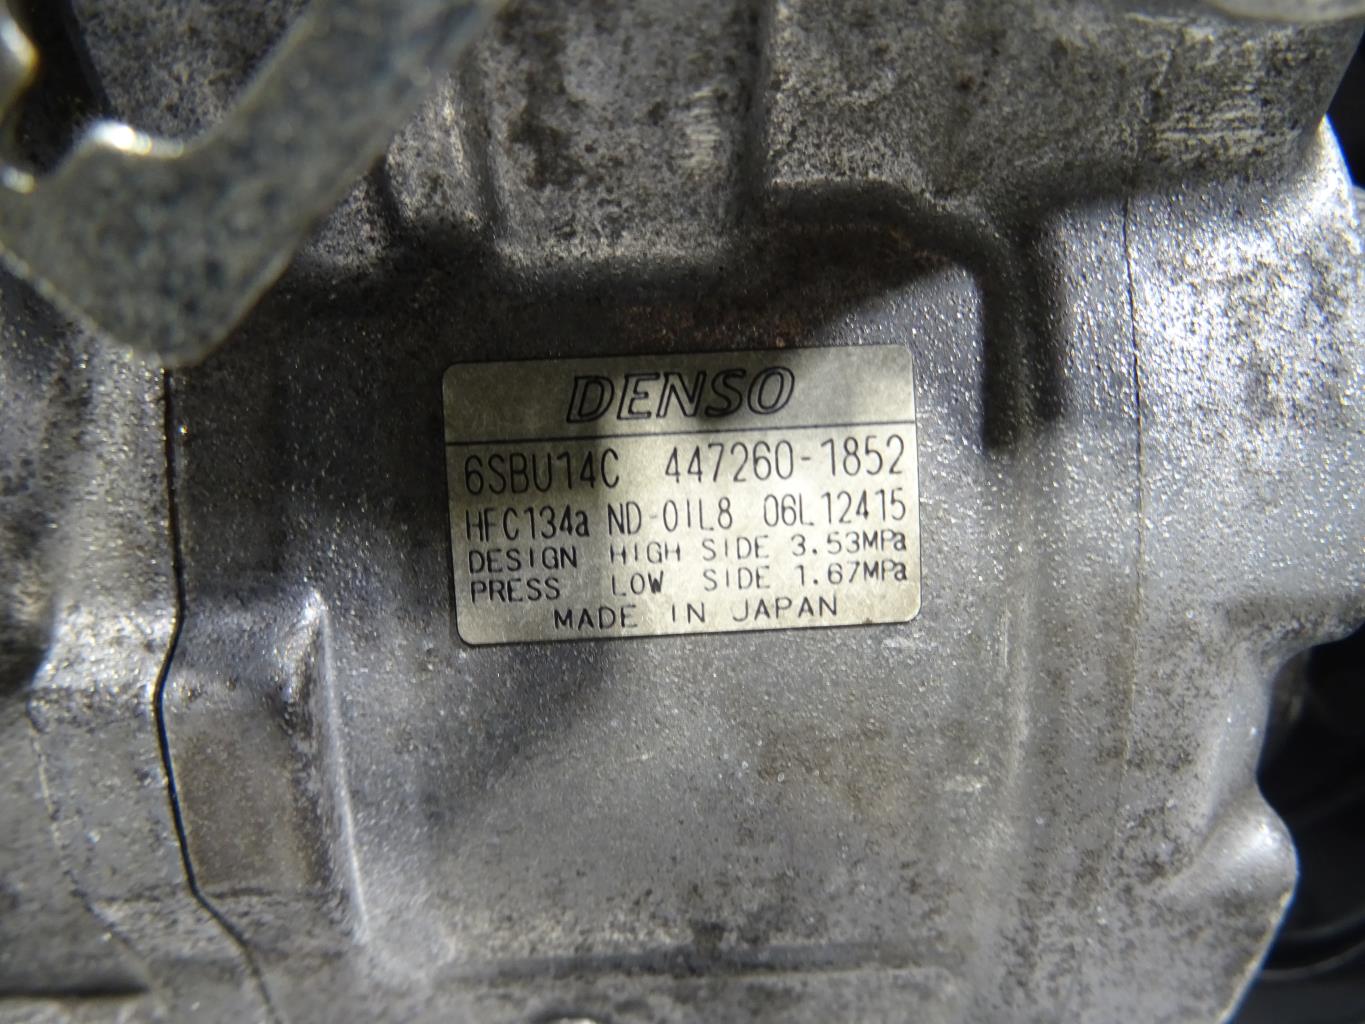 DENSO
6SBU14C 447260-1852
HFC134a ND-OIL8 06L12415
DESIGN HIGH SIDE 3.53MPa
PRESS LOW SIDE 1.67MPa
MADE IN JAPAN